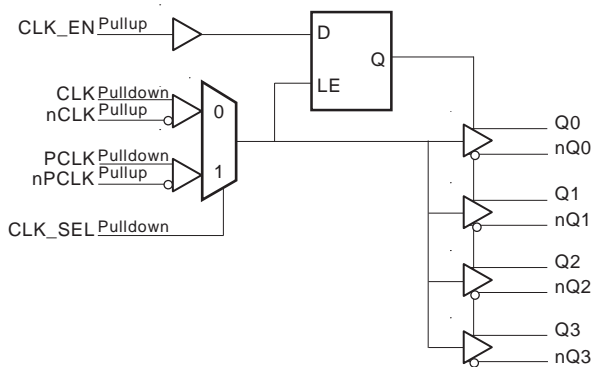 CLK_EN Pullup
D
Q
LE
CLK Pulldown
nCLK Pullup
0
PCLK Pulldown
nPCLK Pullup
1
CLK_SEL Pulldown
Q0
nQ0
Q1
nQ1
Q2
nQ2
Q3
nQ3